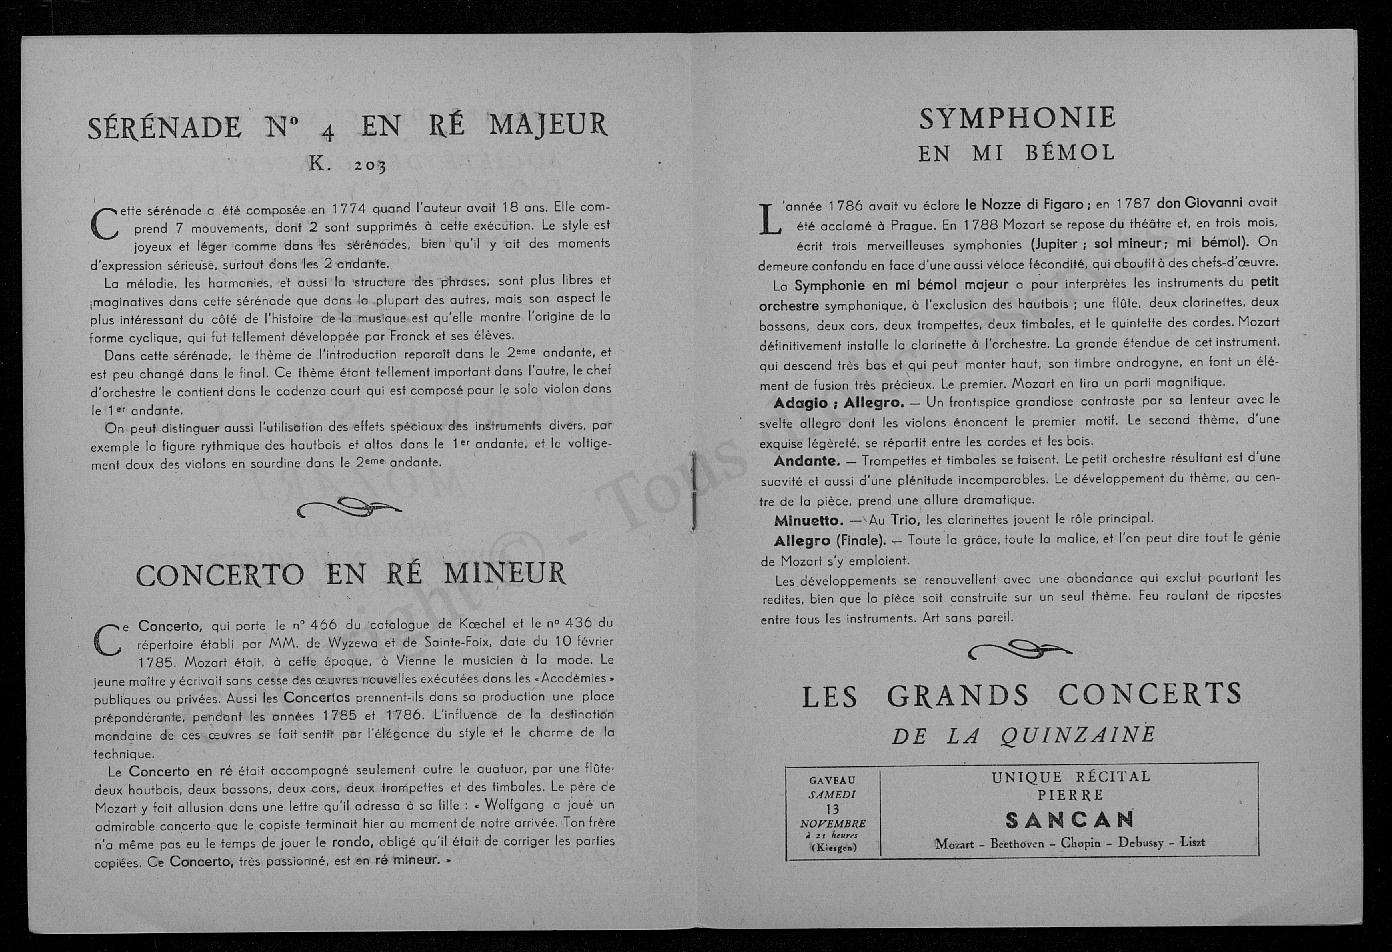 SÉRÉNADE Nº 4 EN RÉ MAJEUR
K. 203
Cette sérénade a été composée en 1774 quand l'auteur avait 18 ans. Elle com-
prend 7 mouvements, dont 2 sont supprimés à cette exécution. Le style est
joyeux et léger comme dans les sérénades, bien qu'il y ait des moments
d'expression sérieuse, surtout dans les 2 andante.
La mélodie, les harmonies, et aussi la structure des phrases, sont plus libres et
imaginatives dans cette sérénade que dans la plupart des autres, mais son aspect le
plus intéressant du côté de l'histoire de la musique est qu'elle montre l'origine de la
forme cyclique, qui fut tellement développée par Franck et ses élèves.
Dans cette sérénade, le thème de l'introduction reparaît dans le 2eme andante, et
est peu changé dans le final. Ce thème étant tellement important dans l'autre, le chef
d'orchestre le contient dans le cadenza court qui est composé pour le solo violon dans
le 1er andante.
On peut distinguer aussi l'utilisation des effets spéciaux des instruments divers, par
exemple la figure rythmique des hautbois et altos dans le 1er andante, et le voltige-
ment doux des violons en sourdine dans le 2eme andante.
CONCERTO EN RÉ MINEUR
Ce Concerto, qui porte le nº 466 du catalogue de Kœchel et le nº 436 du
répertoire établi par MM. de Wyzewa et de Sainte-Foix, date du 10 février
1785. Mozart était, à cette époque, à Vienne le musicien à la mode. Le
jeune maître y écrivait sans cesse des œuvres nouvelles exécutées dans les «Académies»
publiques ou privées. Aussi les Concertos prennent-ils dans sa production une place
prépondérante, pendant les années 1785 et 1786. L'influence de la destination
mondaine de ces œuvres se fait sentir par l'élégance du style et le charme de la
technique.
Le Concerto en ré était accompagné seulement outre le quatuor, par une flûte,
deux hautbois, deux bassons, deux cors, deux trompettes et des timbales. Le père de
Mozart y fait allusion dans une lettre qu'il adressa à sa fille : « Wolfgang a joué un
admirable concerto que le copiste terminait hier au moment de notre arrivée. Ton frère
n'a même pas eu le temps de jouer le rondo, obligé qu'il était de corriger les parties
copiées. Ce Concerto, très passionné, est en ré mineur. »
SYMPHONIE
EN MI BÉMOL
L'année 1786 avait vu éclore le Nozze di Figaro ; en 1787 don Giovanni avait
été acclamé à Prague. En 1788 Mozart se repose du théâtre et, en trois mois,
écrit trois merveilleuses symphonies (Jupiter ; sol mineur ; mi bémol). On
demeure confondu en face d'une aussi véloce fécondité, qui aboutit à des chefs-d'œuvre.
La Symphonie en mi bémol majeur a pour interprètes les instruments du petit
orchestre symphonique, à l'exclusion des hautbois ; une flûte, deux clarinettes, deux
bassons, deux cors, deux trompettes, deux timbales, et le quintette des cordes. Mozart
définitivement installe la clarinette à l'orchestre. La grande étendue de cet instrument,
qui descend très bas et qui peut monter haut, son timbre androgyne, en font un élé-
ment de fusion très précieux. Le premier, Mozart en tira un parti magnifique.
Adagio ; Allegro. — Un frontispice grandiose contraste par sa lenteur avec le
svelte allegro dont les violons énoncent le premier motif. Le second thème, d'une
exquise légèreté, se répartit entre les cordes et les bois.
Andante. — Trompettes et timbales se taisent. Le petit orchestre résultant est d'une
suavité et aussi d'une plénitude incomparables. Le développement du thème, au cen-
tre de la pièce, prend une allure dramatique.
Minuetto. — Au Trio, les clarinettes jouent le rôle principal.
Allegro (Finale). — Toute la grâce, toute la malice, et l'on peut dire tout le génie
de Mozart s'y emploient.
Les développements se renouvellent avec une abondance qui exclut pourtant les
redites, bien que la pièce soit construite sur un seul thème. Feu roulant de ripostes
entre tous les instruments. Art sans pareil.
LES GRANDS CONCERTS
DE LA QUINZAINE
GAVEAU
SAMEDI
13
NOVEMBRE
à 21 heures
(Kiesgen)
UNIQUE RÉCITAL
PIERRE
SANCAN
Mozart - Beethoven - Chopin - Debussy - Liszt
Copyright © - Tous